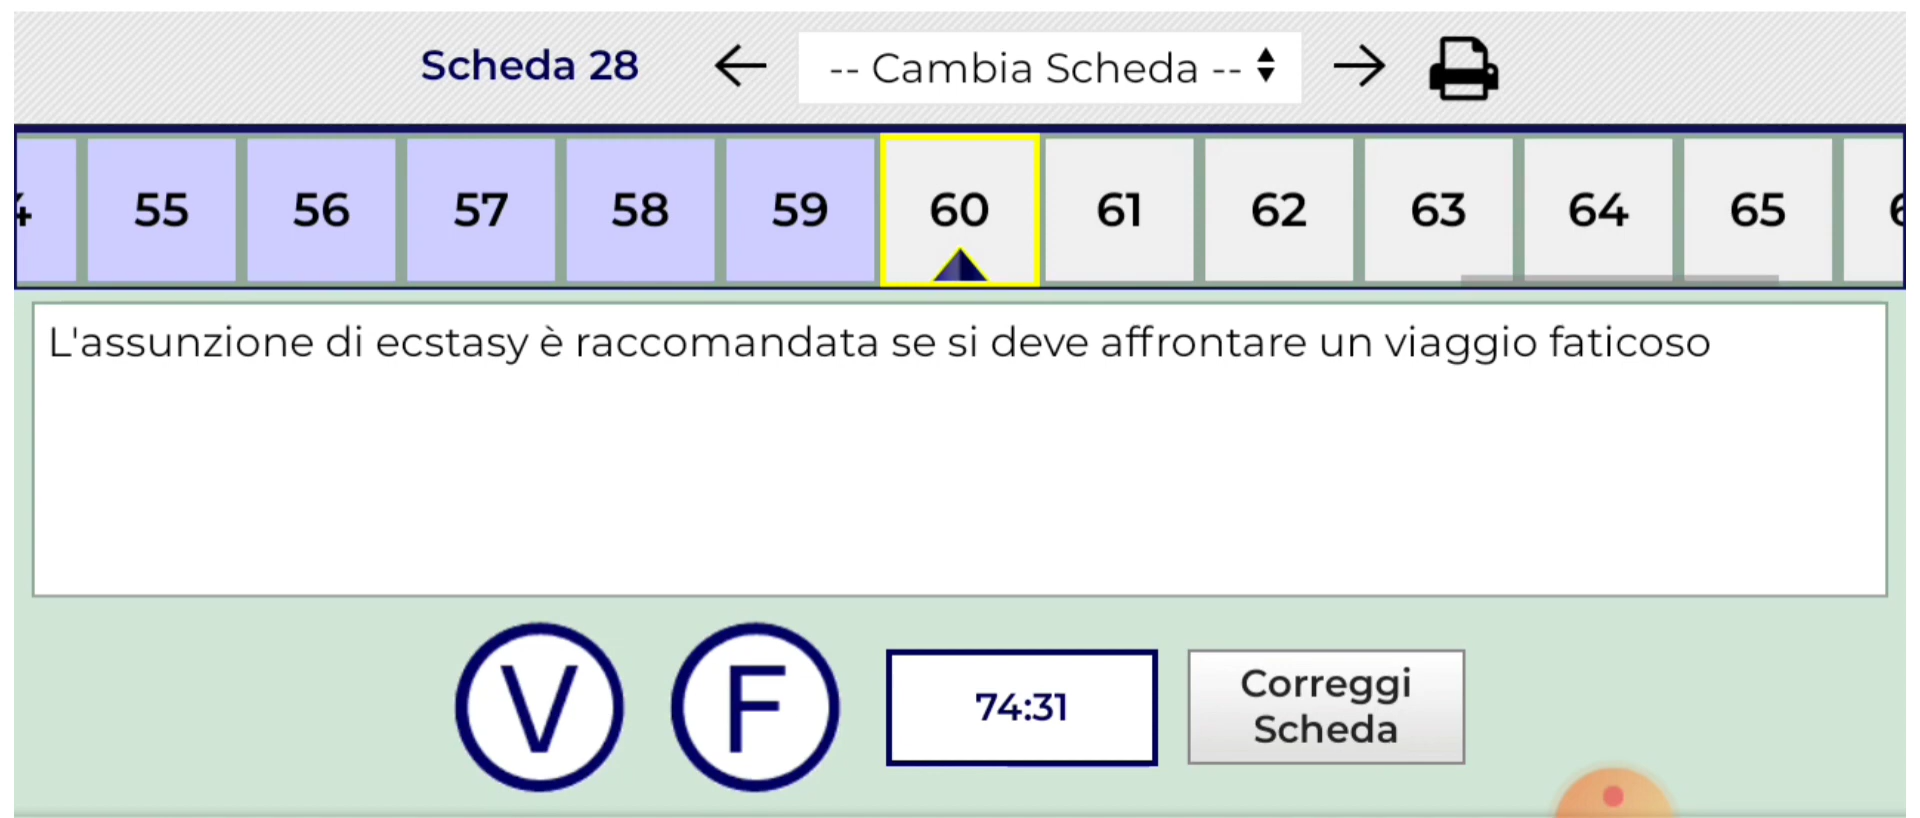 Scheda 28 -- Cambia Scheda --
55 56 57 58 59 60 61 62 63 64 65
L'assunzione di ecstasy è raccomandata se si deve affrontare un viaggio faticoso
V F 74:31 Correggi
Scheda